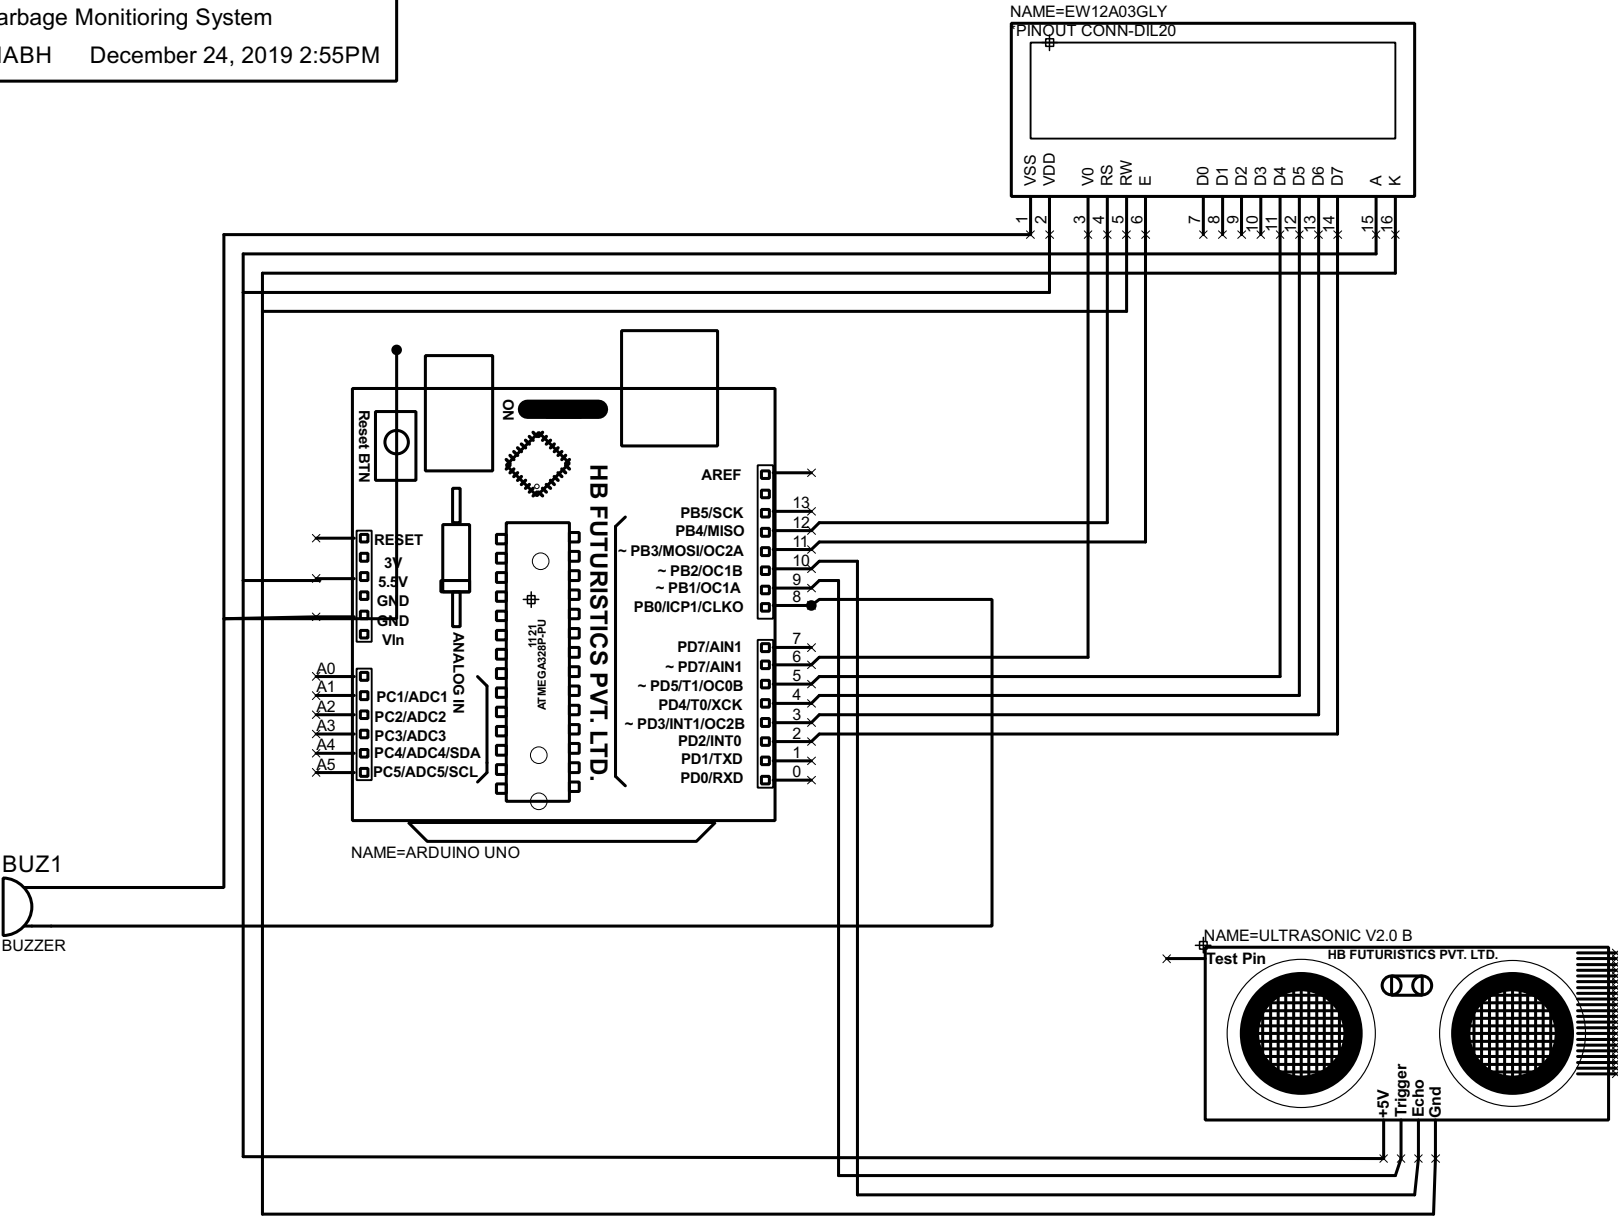 arbage Monitioring System
IABH December 24, 2019 2:55PM
NAME=EW12A03GLY
*PINOUT CONN-DIL20
VSS VDD V0 RS RW E D0 D1 D2 D3 D4 D5 D6 D7 A K
1 2 3 4 5 6 7 8 9 10 11 12 13 14 15 16
Reset BTN
ON
HB FUTURISTICS PVT. LTD.
RESET
3V
5.5V
GND
GND
VIn
ANALOG IN
A0
A1 PC1/ADC1
A2 PC2/ADC2
A3 PC3/ADC3
A4 PC4/ADC4/SDA
A5 PC5/ADC5/SCL
1121
ATMEGA328P-PU
AREF
PB5/SCK 13
PB4/MISO 12
~ PB3/MOSI/OC2A 11
~ PB2/OC1B 10
~ PB1/OC1A 9
PB0/ICP1/CLKO 8
PD7/AIN1 7
~ PD7/AIN1 6
~ PD5/T1/OC0B 5
PD4/T0/XCK 4
~ PD3/INT1/OC2B 3
PD2/INT0 2
PD1/TXD 1
PD0/RXD 0
NAME=ARDUINO UNO
BUZ1
BUZZER
NAME=ULTRASONIC V2.0 B
Test Pin
HB FUTURISTICS PVT. LTD.
+5V
Trigger
Echo
Gnd